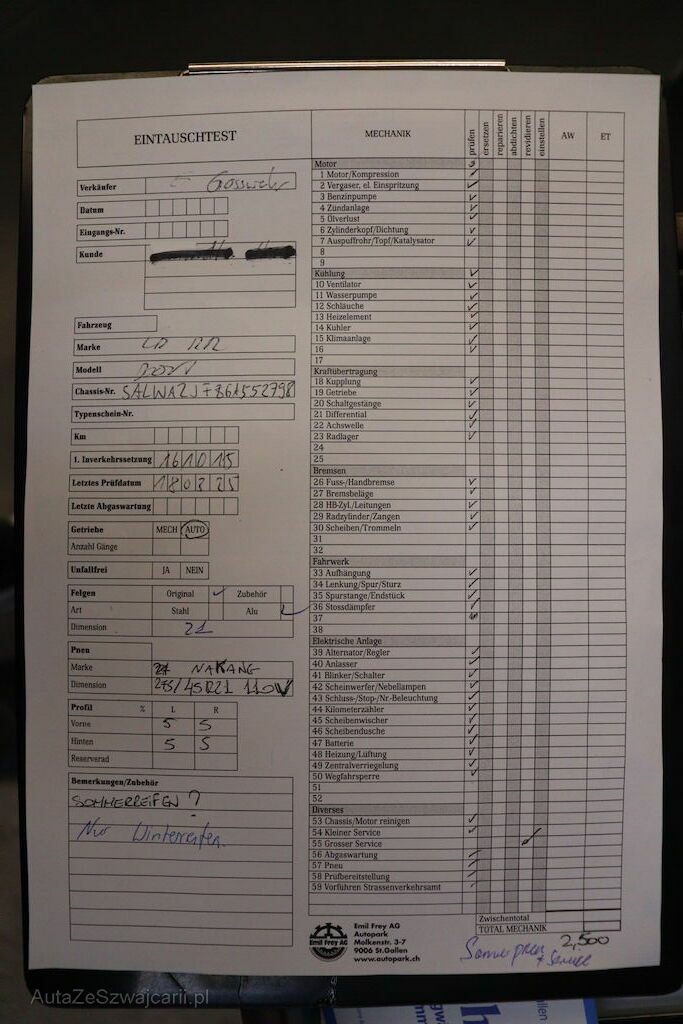 EINTAUSCHTEST
Verkäufer
Datum
Eingangs-Nr.
Kunde
Fahrzeug
Marke
Modell
Chassis-Nr. SALWA2JF8GA552798
Typenschein-Nr.
Km
1. Inverkehrssetzung 161015
Letztes Prüfdatum
Letzte Abgaswartung
Getriebe MECH AUTO
Anzahl Gänge
Unfallfrei JA NEIN
Felgen Original ✓ Zubehör
Art Stahl Alu ✓
Dimension 21
Pneu
Marke NAKANG
Dimension 275/45R21 110V
Profil % L R
Vorne 5 5
Hinten 5 5
Reserverad
Bemerkungen/Zubehör
SOMMERREIFEN ?
Nur Winterreifen.
MECHANIK prüfen ersetzen reparieren abdichten revidieren einstellen AW ET
Motor
1 Motor/Kompression
2 Vergaser, el. Einspritzung
3 Benzinpumpe
4 Zündanlage
5 Ölverlust
6 Zylinderkopf/Dichtung
7 Auspuffrohr/Topf/Katalysator
8
9
Kühlung
10 Ventilator
11 Wasserpumpe
12 Schläuche
13 Heizelement
14 Kühler
15 Klimaanlage
16
17
Kraftübertragung
18 Kupplung
19 Getriebe
20 Schaltgestänge
21 Differential
22 Achswelle
23 Radlager
24
25
Bremsen
26 Fuss-/Handbremse
27 Bremsbeläge
28 HB-Zyl./Leitungen
29 Radzylinder/Zangen
30 Scheiben/Trommeln
31
32
Fahrwerk
33 Aufhängung
34 Lenkung/Spur/Sturz
35 Spurstange/Endstück
36 Stossdämpfer
37
38
Elektrische Anlage
39 Alternator/Regler
40 Anlasser
41 Blinker/Schalter
42 Scheinwerfer/Nebellampen
43 Schluss-/Stop-/Nr.-Beleuchtung
44 Kilometerzähler
45 Scheibenwischer
46 Scheibendusche
47 Batterie
48 Heizung/Lüftung
49 Zentralverriegelung
50 Wegfahrsperre
51
52
Diverses
53 Chassis/Motor reinigen
54 Kleiner Service
55 Grosser Service
56 Abgaswartung
57 Pneu
58 Prüfbereitstellung
59 Vorführen Strassenverkehrsamt
Zwischentotal
TOTAL MECHANIK
2,500
+ Service
Emil Frey AG
Emil Frey AG
Autopark
Molkenstr. 3-7
9006 St.Gallen
www.autopark.ch
AutaZeSzwajcarii.pl